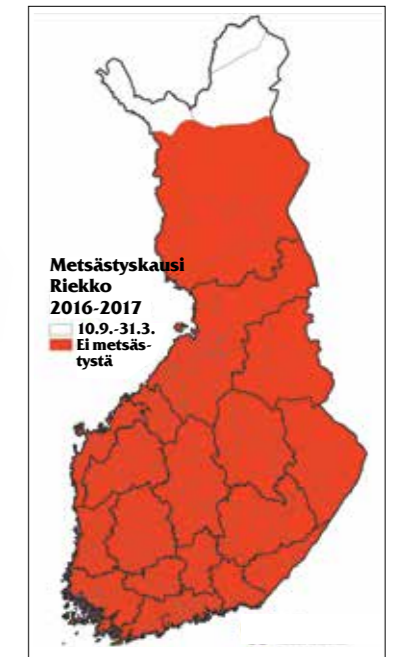 Metsästyskausi
Riekko
2016-2017
10.9.-31.3.
Ei metsäs-
tystä